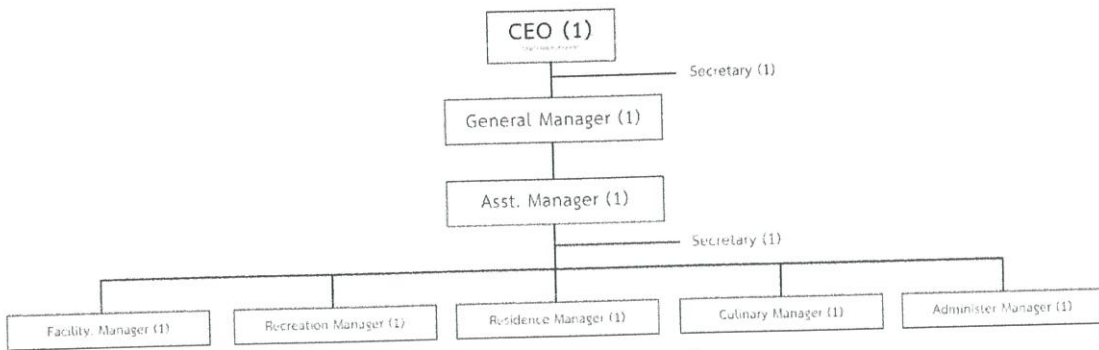 CEO (1)
Secretary (1)
General Manager (1)
Asst. Manager (1)
Secretary (1)
Facility. Manager (1)
Recreation Manager (1)
Residence Manager (1)
Culinary Manager (1)
Administer Manager (1)